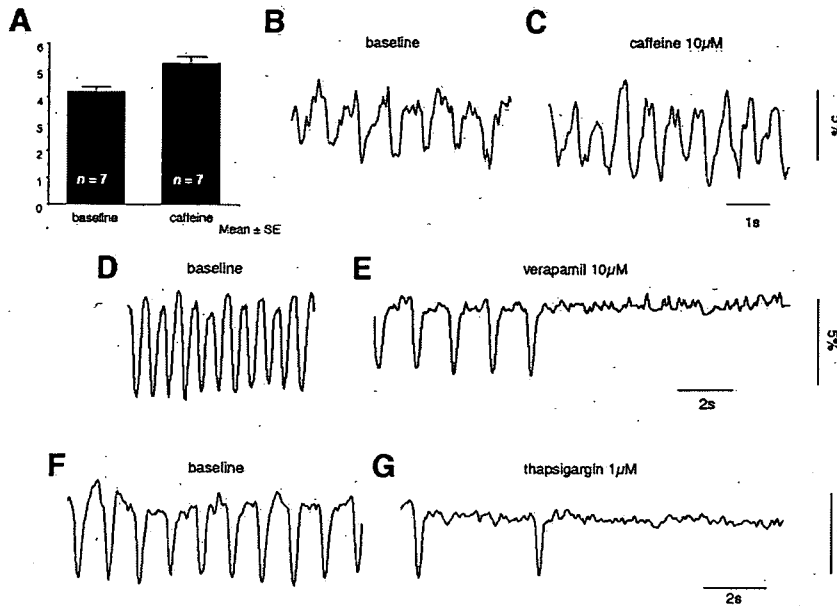 A
6
5
4
3
2
1
0
n = 7
n = 7
baseline
caffeine
Mean ± SE
B
baseline
C
caffeine 10µM
1s
D
baseline
E
verapamil 10µM
5%
2s
F
baseline
G
thapsigargin 1µM
2s